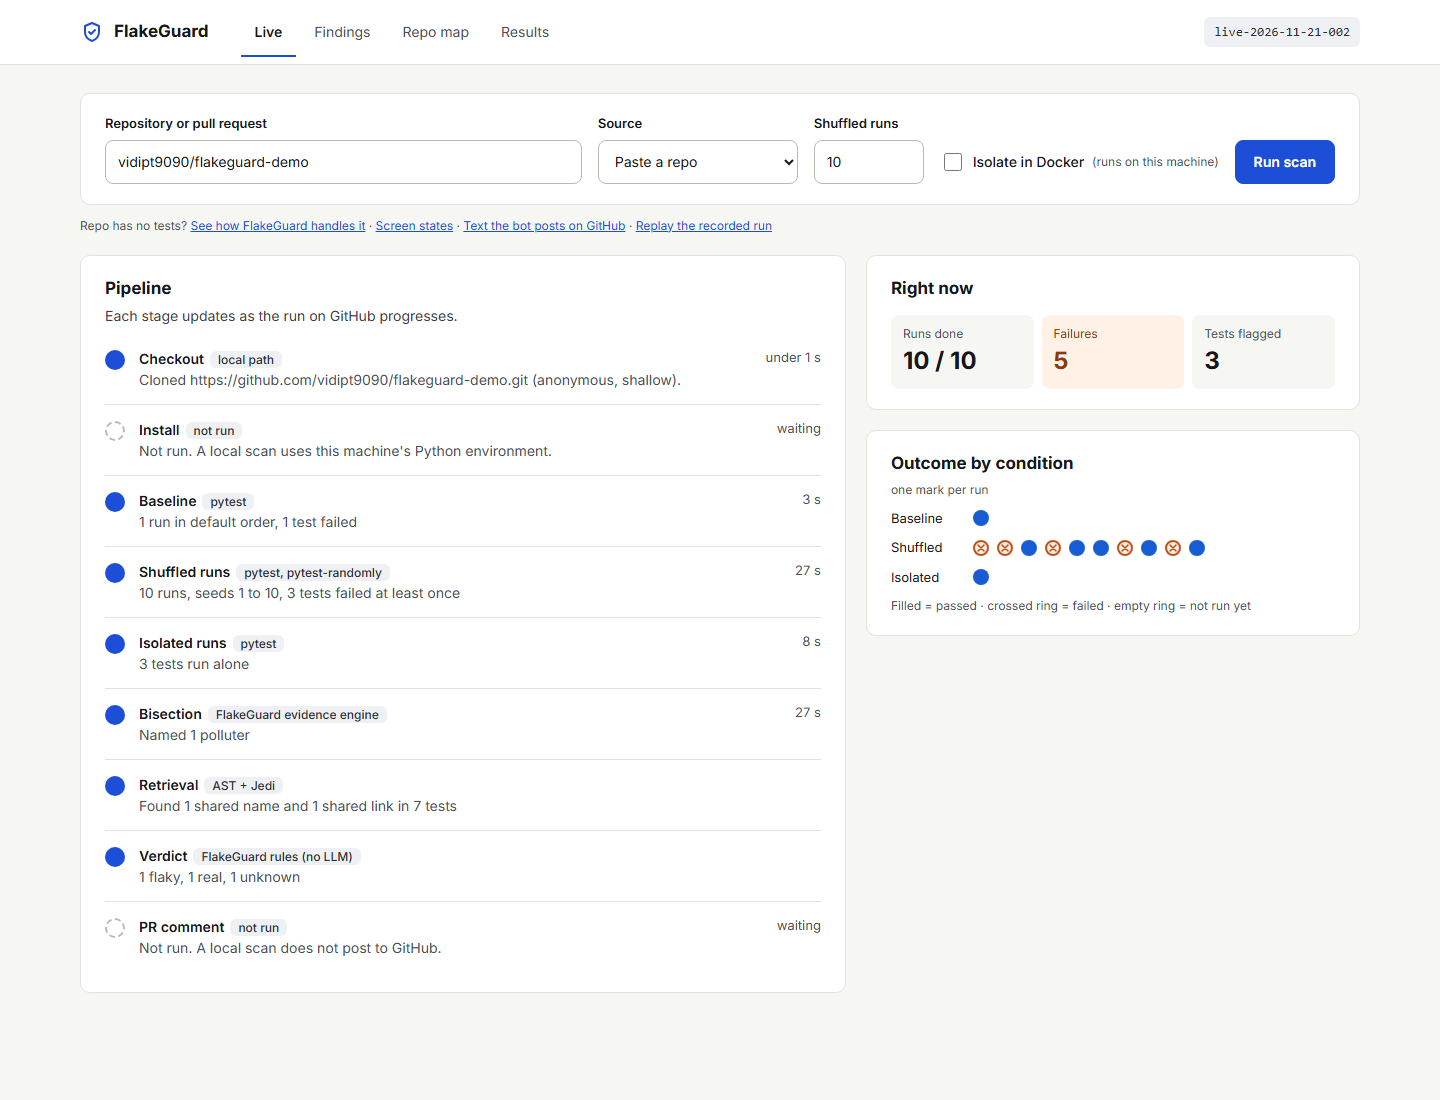 FlakeGuard
Live
Findings
Repo map
Results
live-2026-11-21-002
Repository or pull request
Source
Shuffled runs
vidipt9090/flakeguard-demo
Paste a repo
10
Isolate in Docker (runs on this machine)
Run scan
Repo has no tests? See how FlakeGuard handles it · Screen states · Text the bot posts on GitHub · Replay the recorded run
Pipeline
Each stage updates as the run on GitHub progresses.
Checkout local path under 1 s
Cloned https://github.com/vidipt9090/flakeguard-demo.git (anonymous, shallow).
Install not run waiting
Not run. A local scan uses this machine's Python environment.
Baseline pytest 3 s
1 run in default order, 1 test failed
Shuffled runs pytest, pytest-randomly 27 s
10 runs, seeds 1 to 10, 3 tests failed at least once
Isolated runs pytest 8 s
3 tests run alone
Bisection FlakeGuard evidence engine 27 s
Named 1 polluter
Retrieval AST + Jedi
Found 1 shared name and 1 shared link in 7 tests
Verdict FlakeGuard rules (no LLM)
1 flaky, 1 real, 1 unknown
PR comment not run waiting
Not run. A local scan does not post to GitHub.
Right now
Runs done
10 / 10
Failures
5
Tests flagged
3
Outcome by condition
one mark per run
Baseline
Shuffled
Isolated
Filled = passed · crossed ring = failed · empty ring = not run yet